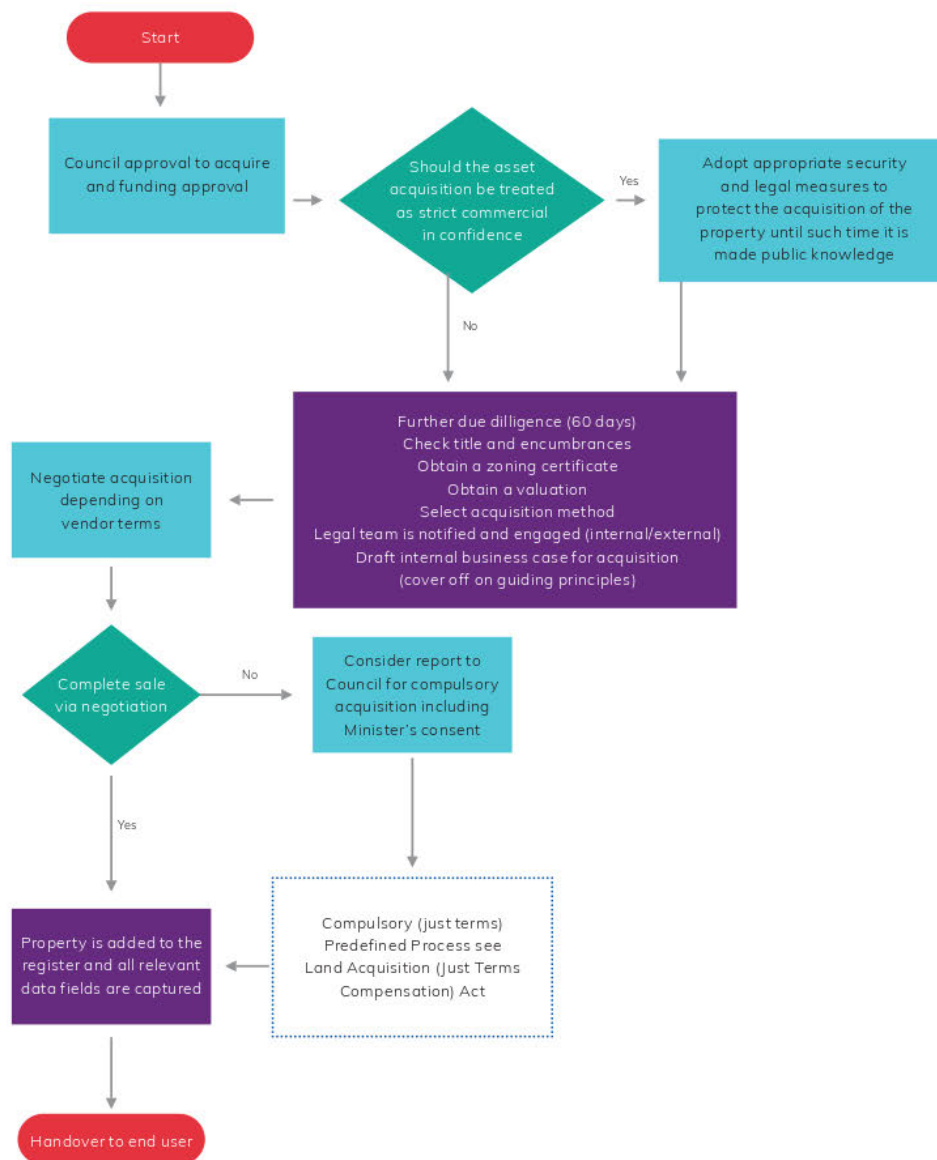 Start
Council approval to acquire
and funding approval
Should the asset
acquisition be treated
as strict commercial
in confidence
Yes
Adopt appropriate security
and legal measures to
protect the acquisition of the
property until such time it is
made public knowledge
No
Further due dilligence (60 days)
Check title and encumbrances
Obtain a zoning certificate
Obtain a valuation
Select acquisition method
Legal team is notified and engaged (internal/external)
Draft internal business case for acquisition
(cover off on guiding principles)
Negotiate acquisition
depending on
vendor terms
Complete sale
via negotiation
No
Consider report to
Council for compulsory
acquisition including
Minister's consent
Yes
Compulsory (just terms)
Predefined Process see
Land Acquisition (Just Terms
Compensation) Act
Property is added to the
register and all relevant
data fields are captured
Handover to end user